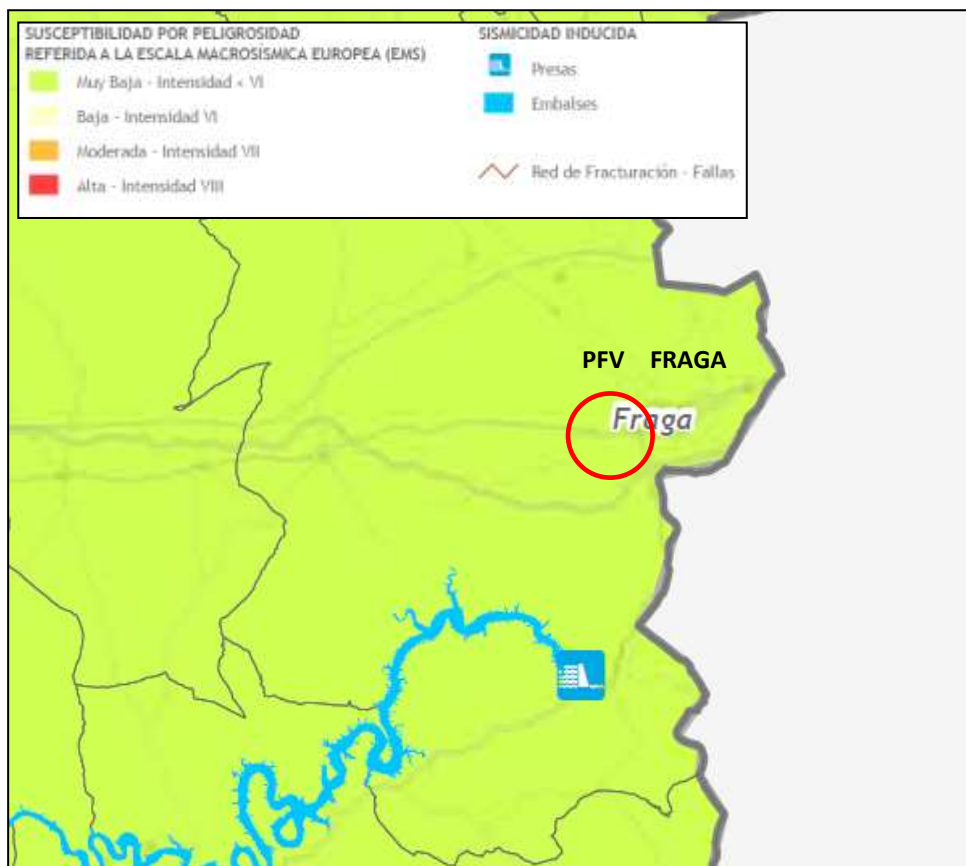 SUSCEPTIBILIDAD POR PELIGROSIDAD
REFERIDA A LA ESCALA MACROSÍSMICA EUROPEA (EMS)
Muy Baja - Intensidad < VI
Baja - Intensidad VI
Moderada - Intensidad VII
Alta - Intensidad VIII
SISMICIDAD INDUCIDA
Presas
Embalses
Red de Fracturación - Fallas
PFV FRAGA
Fraga